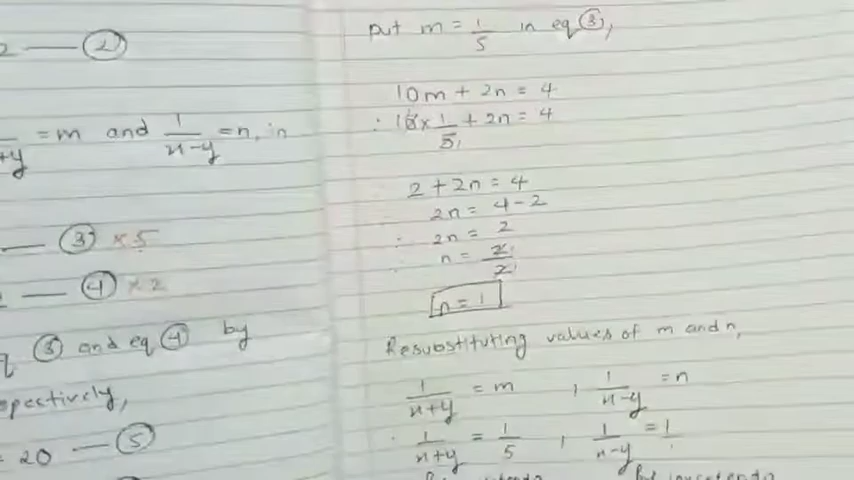 2 — ②
= m and 1/(x-y) = n, in
+y
— ③ × 5
— ④ × 2
q ③ and eq ④ by
spectively,
= 20 — ⑤
put m = 1/5 in eq ③,
10m + 2n = 4
∴ 10 × 1/5 + 2n = 4
2 + 2n = 4
2n = 4 - 2
∴ 2n = 2
∴ n = 2/2
n = 1
Resubstituting values of m and n,
1/(x+y) = m , 1/(x-y) = n
∴ 1/(x+y) = 1/5 , 1/(x-y) = 1